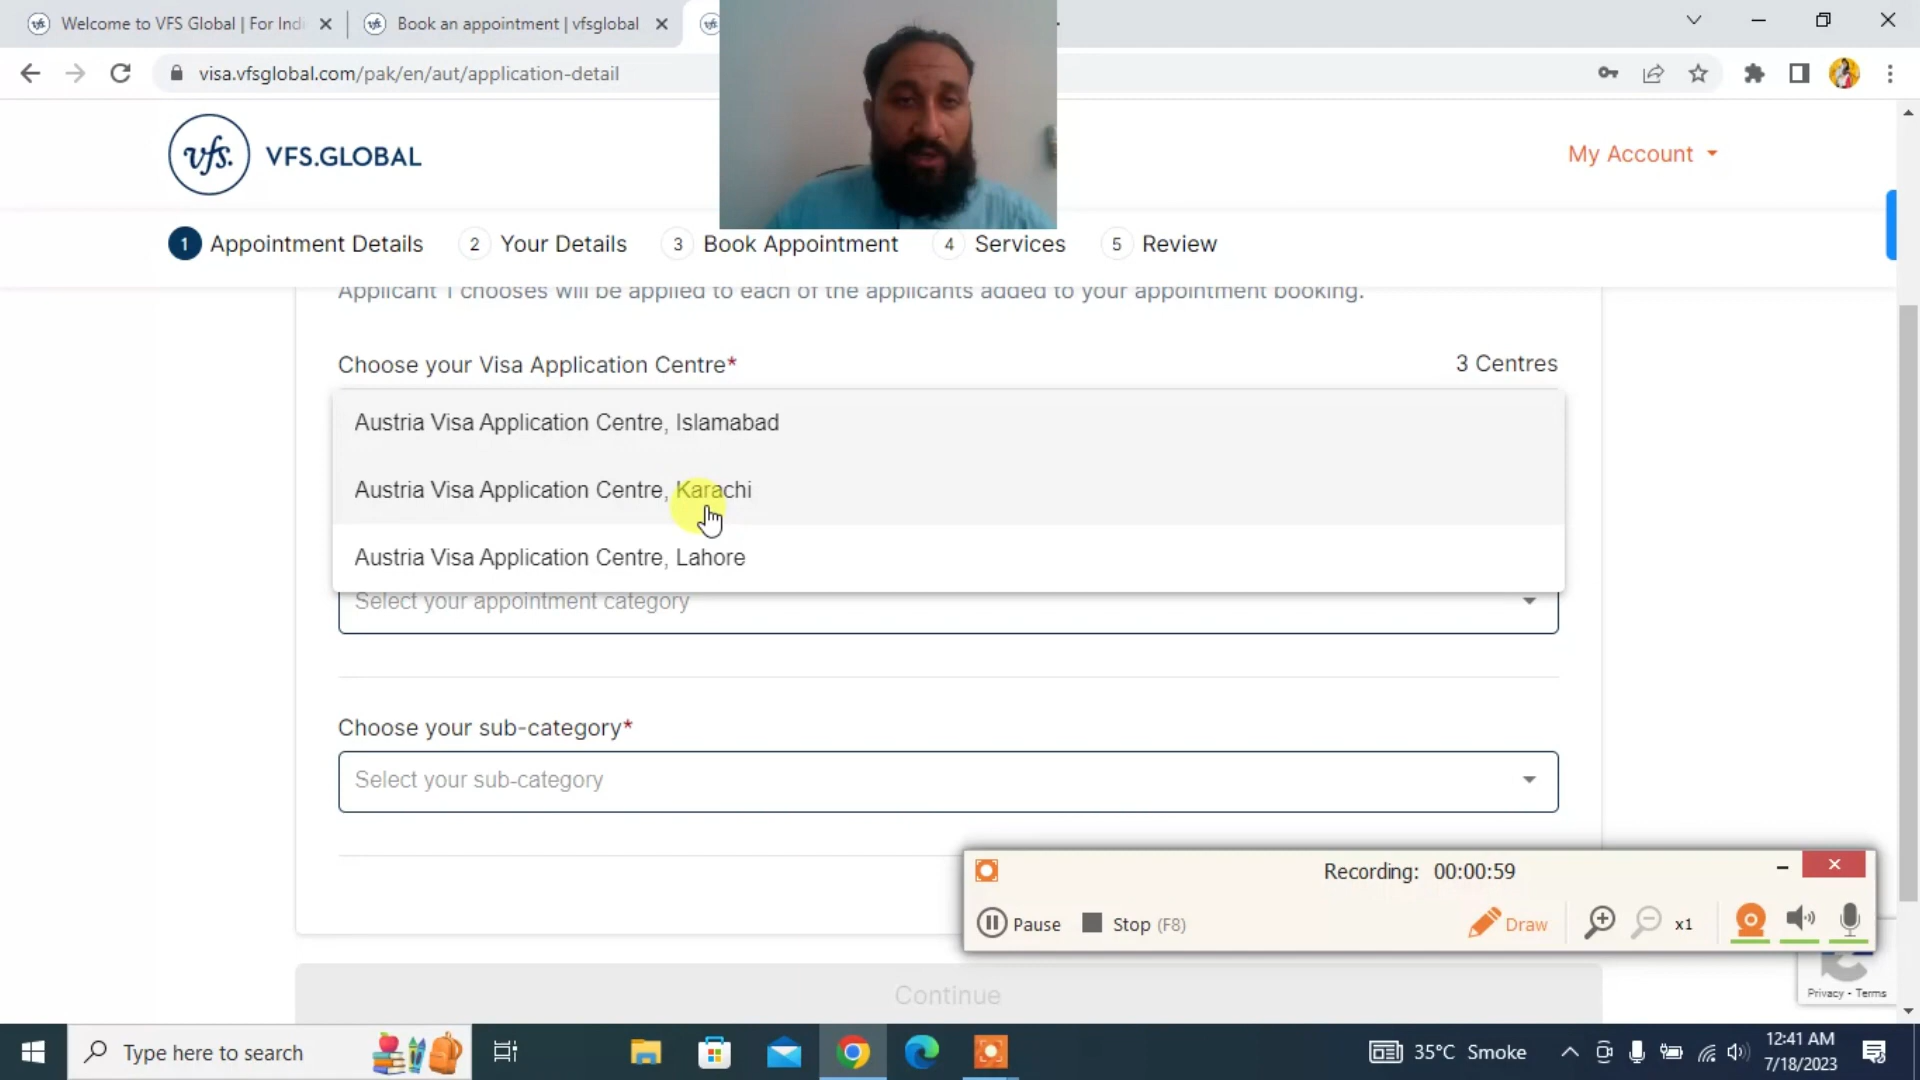 Welcome to VFS Global | For Indi
Book an appointment | vfsglobal
visa.vfsglobal.com/pak/en/aut/application-detail
vfs. VFS.GLOBAL
My Account
1 Appointment Details
2 Your Details
3 Book Appointment
4 Services
5 Review
Applicant 1 chooses will be applied to each of the applicants added to your appointment booking.
Choose your Visa Application Centre*
3 Centres
Austria Visa Application Centre, Islamabad
Austria Visa Application Centre, Karachi
Austria Visa Application Centre, Lahore
Select your appointment category
Choose your sub-category*
Select your sub-category
Recording: 00:00:59
Pause
Stop (F8)
Draw
x1
Continue
Privacy - Terms
Type here to search
35°C Smoke
12:41 AM
7/18/2023